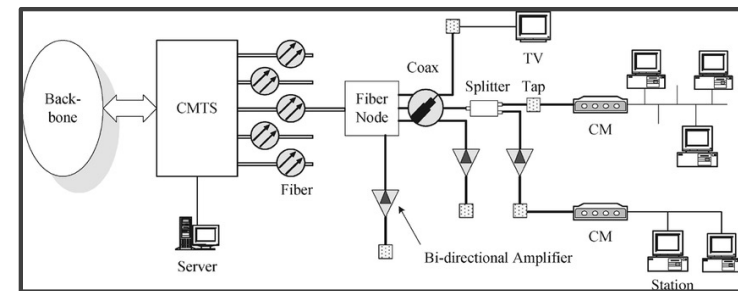 Back-
bone
CMTS
Server
Fiber
Fiber
Node
Coax
TV
Splitter
Tap
CM
CM
Bi-directional Amplifier
Station